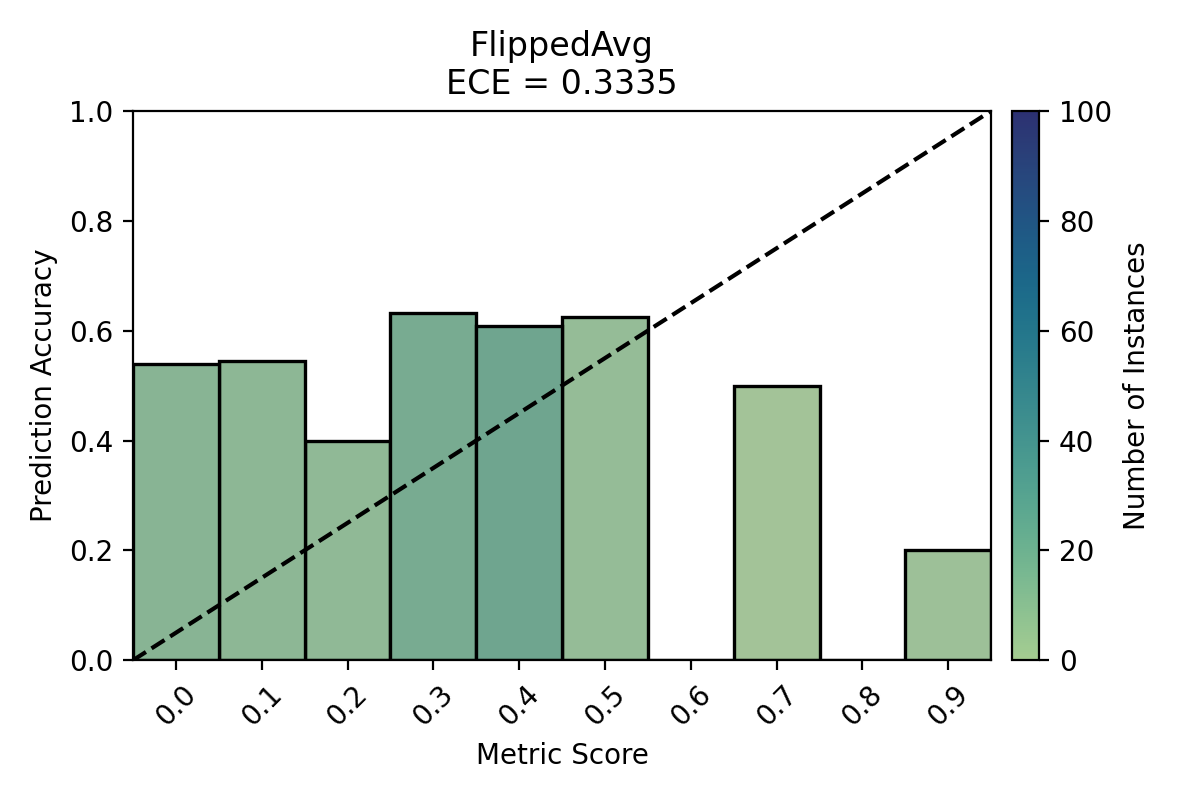 FlippedAvg
ECE = 0.3335
1.0
0.8
0.6
0.4
0.2
0.0
Prediction Accuracy
0.0 0.1 0.2 0.3 0.4 0.5 0.6 0.7 0.8 0.9
Metric Score
100
80
60
40
20
0
Number of Instances